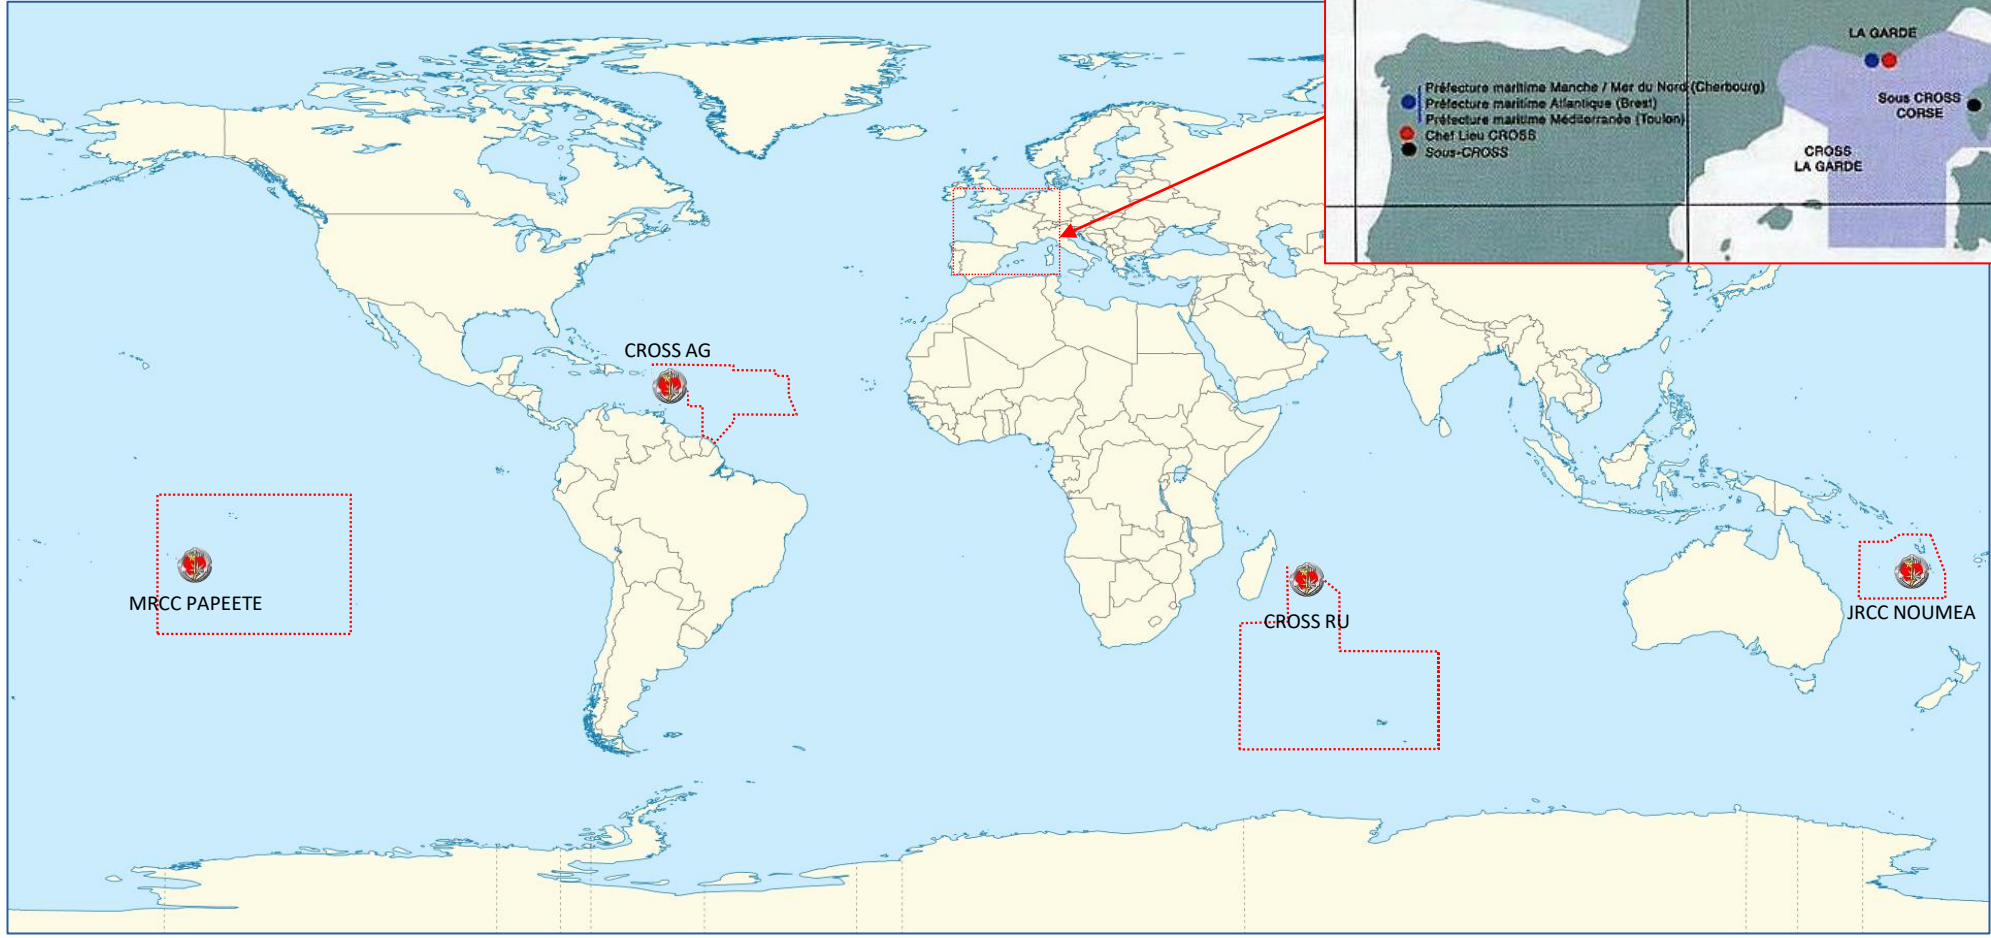 LA GARDE
Préfecture maritime Manche / Mer du Nord (Cherbourg)
Préfecture maritime Atlantique (Brest)
Préfecture maritime Méditerranée (Toulon)
Chef Lieu CROSS
Sous-CROSS
Sous CROSS
CORSE
CROSS
LA GARDE
CROSS AG
MRCC PAPEETE
CROSS RU
JRCC NOUMEA